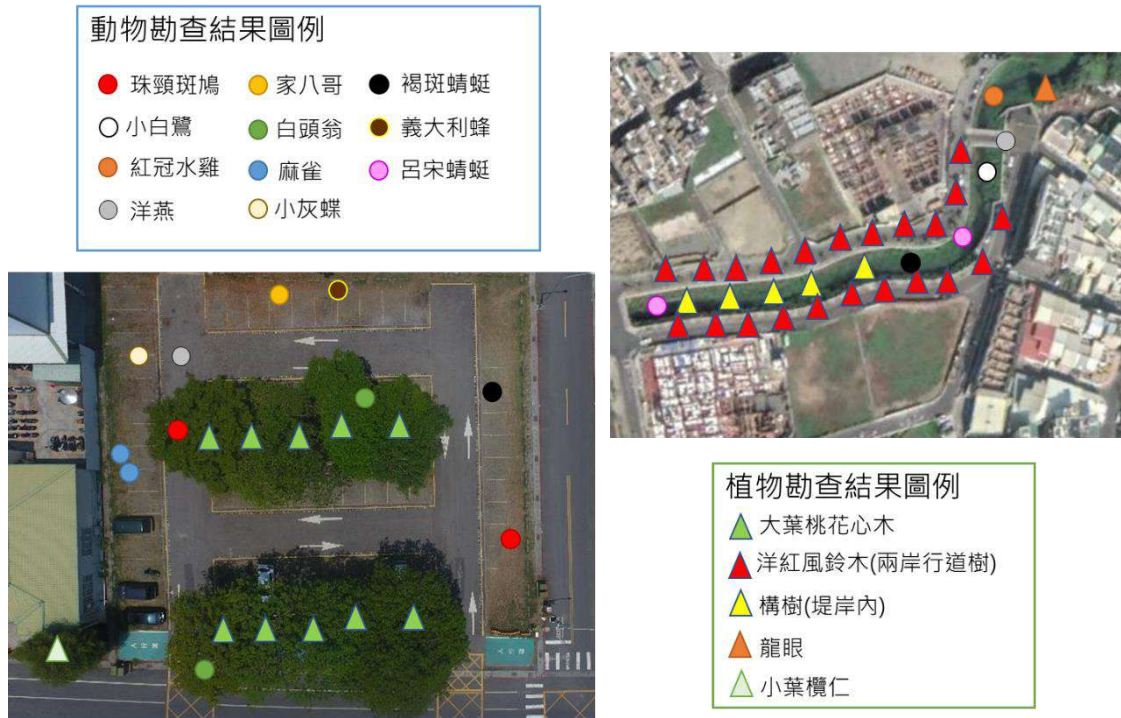 動物勘查結果圖例
珠頸斑鳩
家八哥
褐斑蜻蜓
小白鷺
白頭翁
義大利蜂
紅冠水雞
麻雀
呂宋蜻蜓
洋燕
小灰蝶
植物勘查結果圖例
大葉桃花心木
洋紅風鈴木(兩岸行道樹)
構樹(堤岸內)
龍眼
小葉欖仁